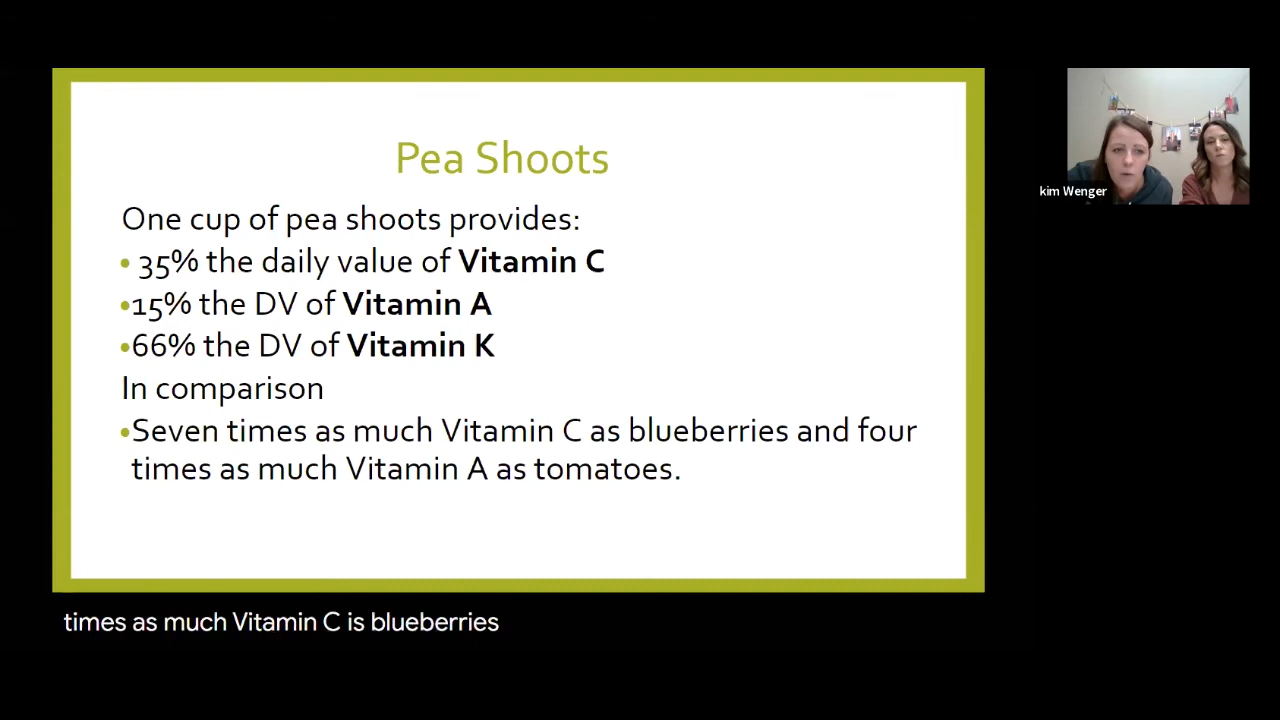 Pea Shoots
One cup of pea shoots provides:
• 35% the daily value of Vitamin C
•15% the DV of Vitamin A
•66% the DV of Vitamin K
In comparison
•Seven times as much Vitamin C as blueberries and four
times as much Vitamin A as tomatoes.
kim Wenger
times as much Vitamin C is blueberries